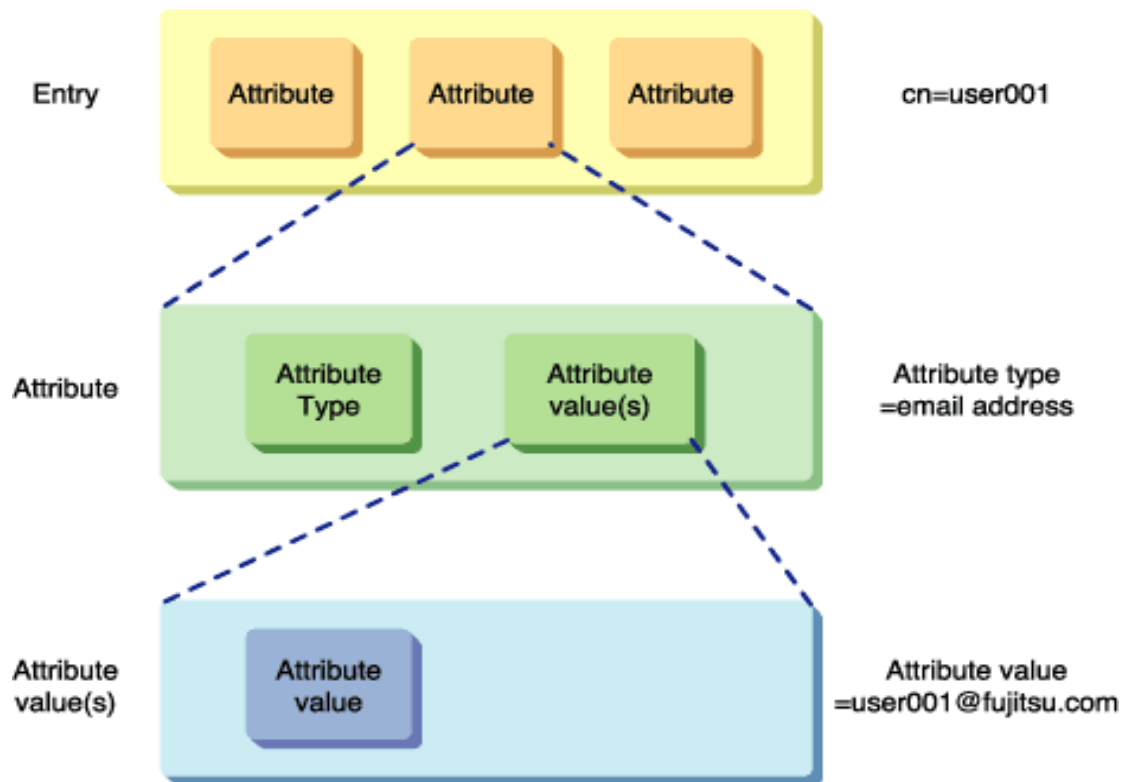 Entry
Attribute
Attribute
Attribute
cn=user001
Attribute
Attribute
Type
Attribute
value(s)
Attribute type
=email address
Attribute
value(s)
Attribute
value
Attribute value
=user001@fujitsu.com